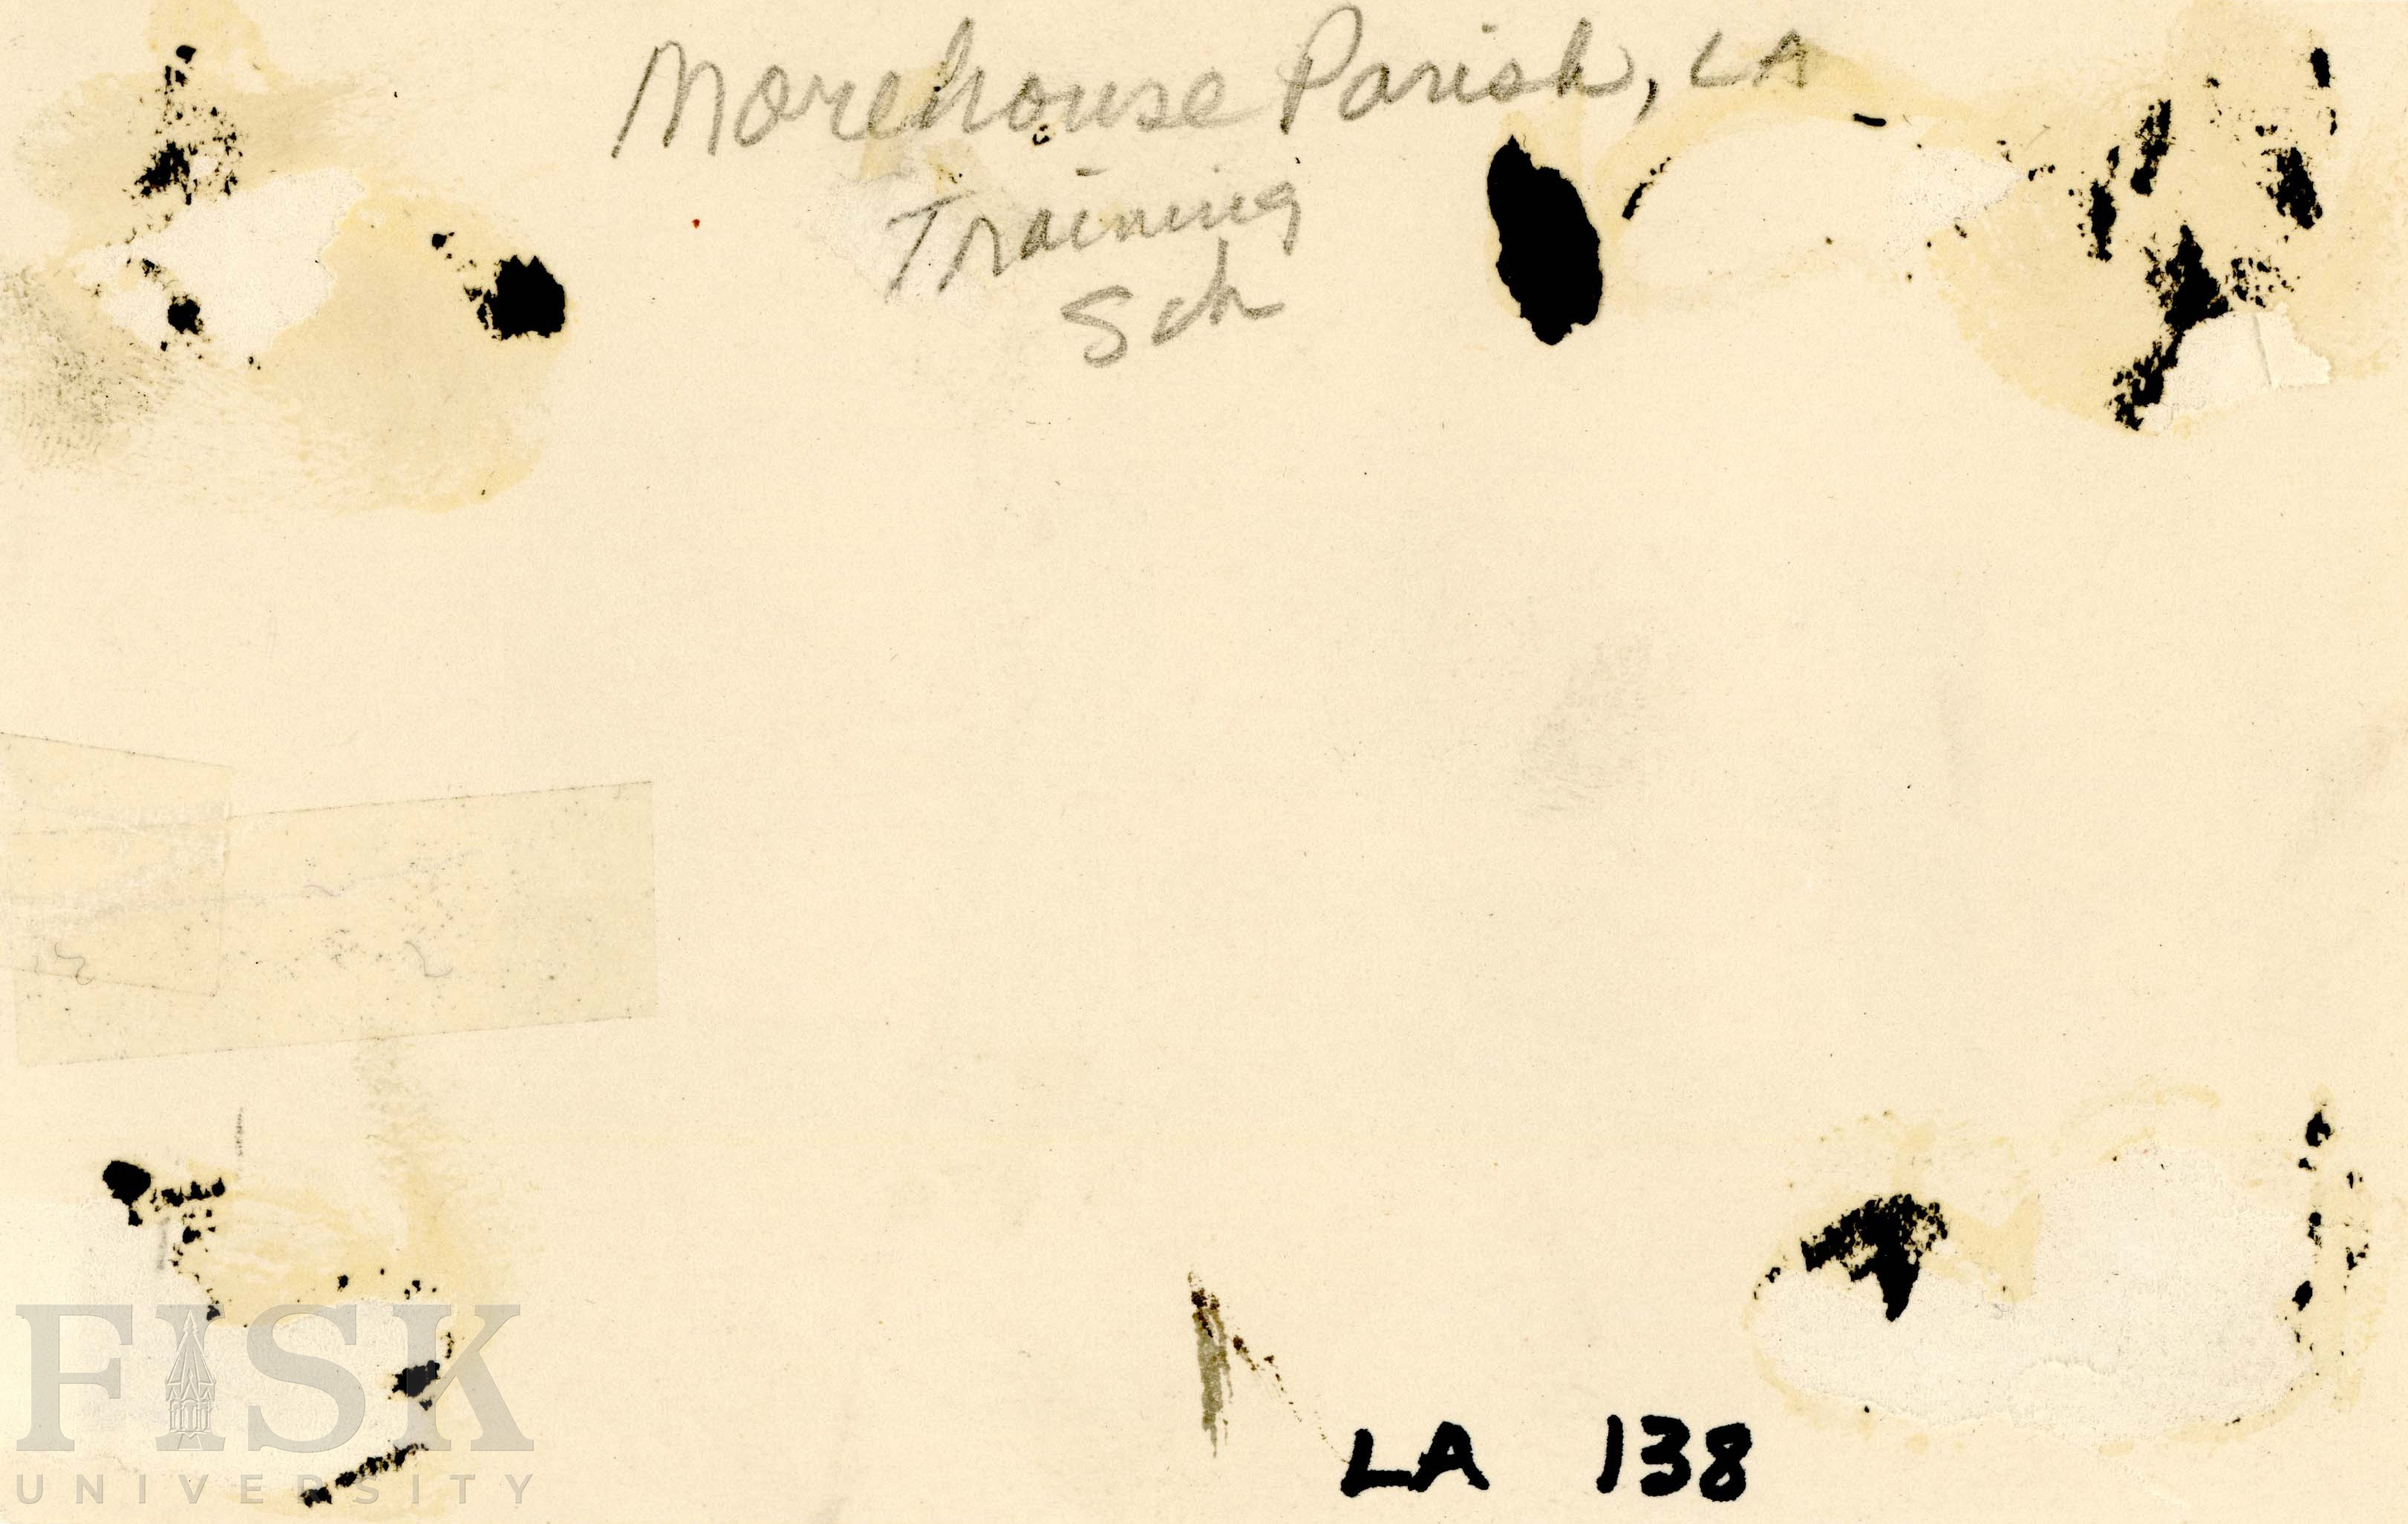 Morehouse Parish, LA
Training
Sch
LA 138
FISK
UNIVERSITY